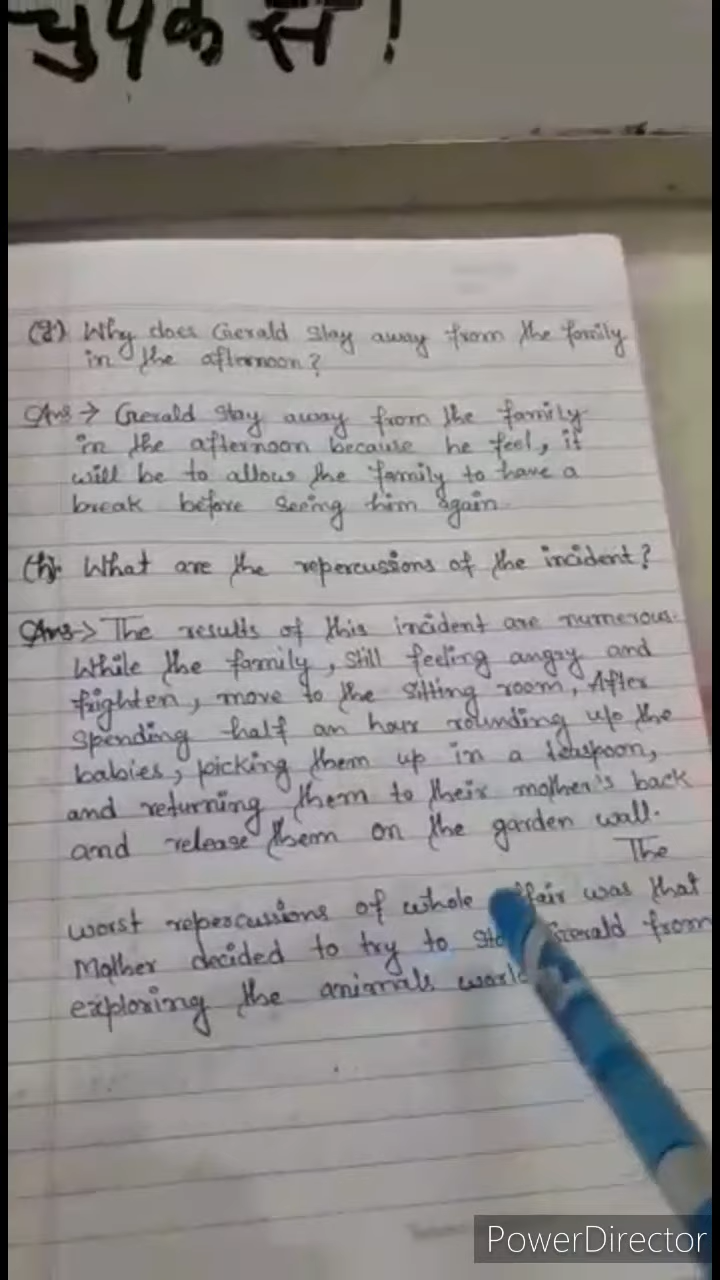 चुपके से!
(g) Why does Gerald stay away from the family
in the afternoon?
Ans → Gerald stay away from the family
in the afternoon because he feel, it
will be to allow the family to have a
break before seeing him again.
(h) What are the repercussions of the incident?
Ans → The results of this incident are numerous.
While the family, still feeling angry and
frighten, move to the sitting room, After
spending half an hour rounding up the
babies, picking them up in a teaspoon,
and returning them to their mother's back
and release them on the garden wall.
The
worst repercussions of whole affair was that
Mother decided to try to Gerald from
exploring the animals world
PowerDirector